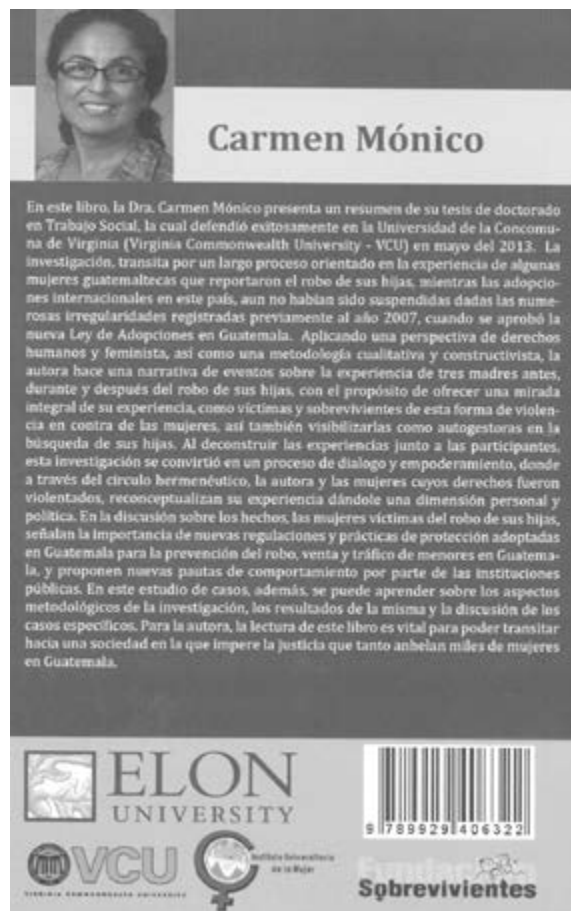 Carmen Mónico
En este libro, la Dra. Carmen Mónico presenta un resumen de su tesis de doctorado
en Trabajo Social, la cual defendió exitosamente en la Universidad de la Concomu-
na de Virginia (Virginia Commonwealth University - VCU) en mayo del 2013. La
investigación, transita por un largo proceso orientado en la experiencia de algunas
mujeres guatemaltecas que reportaron el robo de sus hijas, mientras las adopcio-
nes internacionales en este país, aun no habían sido suspendidas dadas las nume-
rosas irregularidades registradas previamente al año 2007, cuando se aprobó la
nueva Ley de Adopciones en Guatemala. Aplicando una perspectiva de derechos
humanos y feminista, así como una metodología cualitativa y constructivista, la
autora hace una narrativa de eventos sobre la experiencia de tres madres antes,
durante y después del robo de sus hijas, con el propósito de ofrecer una mirada
integral de su experiencia, como víctimas y sobrevivientes de esta forma de violen-
cia en contra de las mujeres, así también visibilizarlas como autogestoras en la
búsqueda de sus hijas. Al deconstruir las experiencias junto a las participantes,
esta investigación se convirtió en un proceso de dialogo y empoderamiento, donde
a través del circulo hermenéutico, la autora y las mujeres cuyos derechos fueron
violentados, reconceptualizan su experiencia dándole una dimensión personal y
política. En la discusión sobre los hechos, las mujeres víctimas del robo de sus hijas,
señalan la importancia de nuevas regulaciones y prácticas de protección adoptadas
en Guatemala para la prevención del robo, venta y tráfico de menores en Guatema-
la, y proponen nuevas pautas de comportamiento por parte de las instituciones
públicas. En este estudio de casos, además, se puede aprender sobre los aspectos
metodológicos de la investigación, los resultados de la misma y la discusión de los
casos específicos. Para la autora, la lectura de este libro es vital para poder transitar
hacia una sociedad en la que impere la justicia que tanto anhelan miles de mujeres
en Guatemala.
ELON
UNIVERSITY
9 789929 406322
VCU
VIRGINIA COMMONWEALTH UNIVERSITY
Instituto Universitario
de la Mujer
Fundación
Sobrevivientes